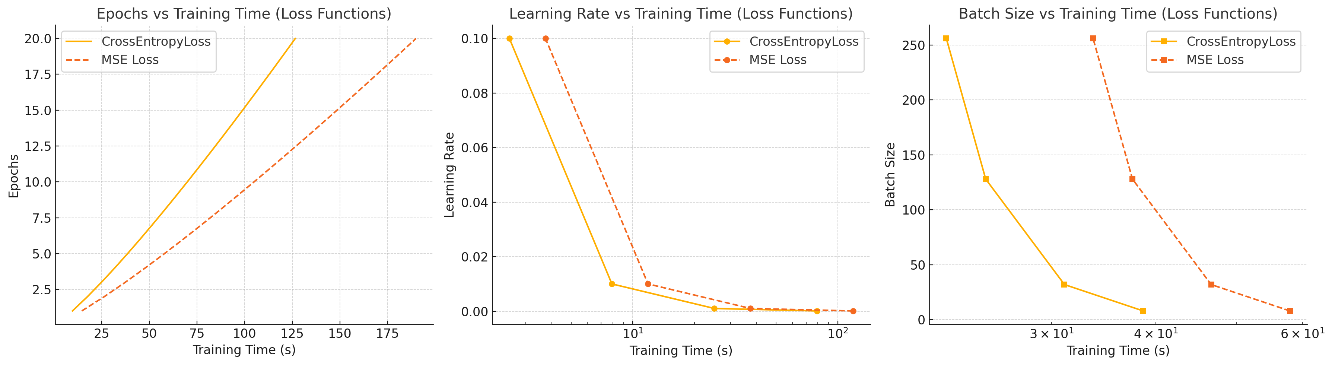 Epochs vs Training Time (Loss Functions)
20.0
17.5
15.0
12.5
10.0
7.5
5.0
2.5
Epochs
CrossEntropyLoss
MSE Loss
25 50 75 100 125 150 175
Training Time (s)
Learning Rate vs Training Time (Loss Functions)
0.10
0.08
0.06
0.04
0.02
0.00
Learning Rate
CrossEntropyLoss
MSE Loss
10¹ 10²
Training Time (s)
Batch Size vs Training Time (Loss Functions)
250
200
150
100
50
0
Batch Size
CrossEntropyLoss
MSE Loss
3 × 10¹ 4 × 10¹ 6 × 10¹
Training Time (s)